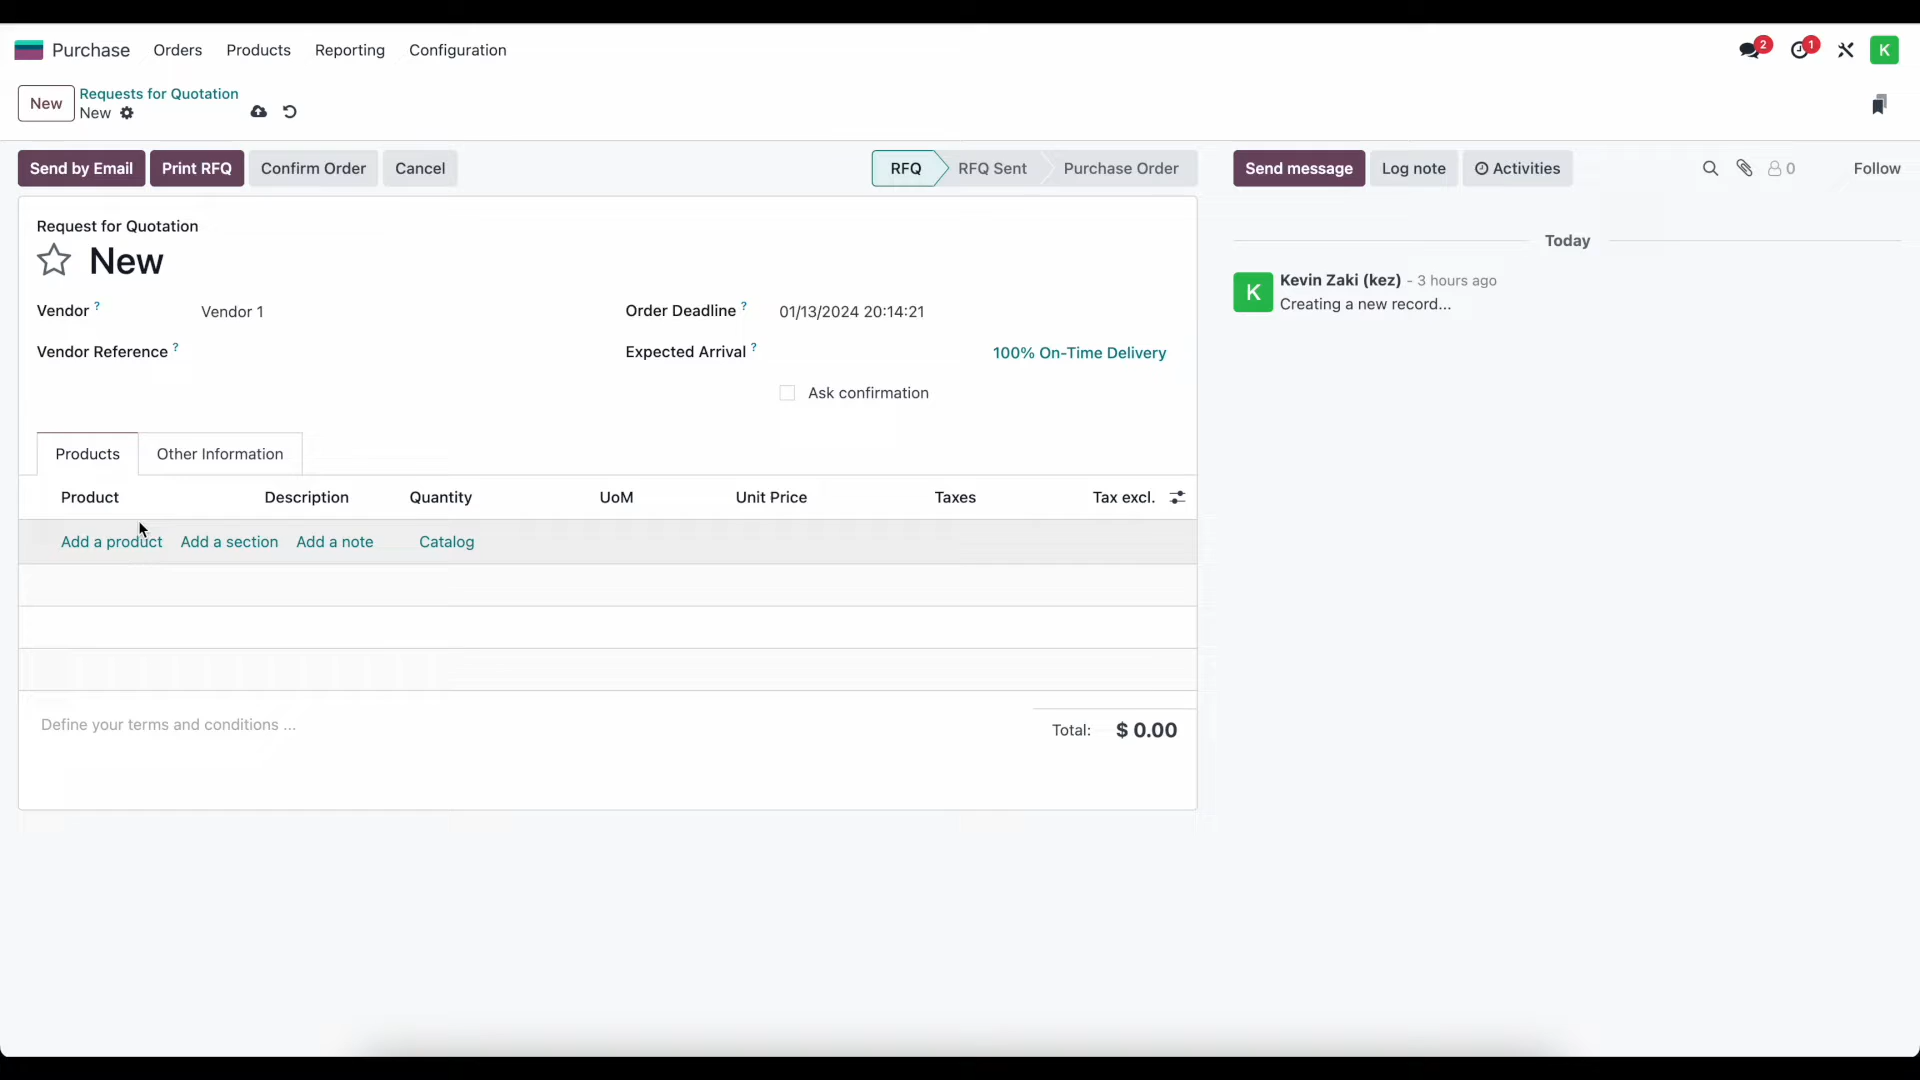 Purchase Orders Products Reporting Configuration 2 1 K
New Requests for Quotation
New
Send by Email Print RFQ Confirm Order Cancel RFQ RFQ Sent Purchase Order Send message Log note Activities 0 Follow
Request for Quotation
New
Today
Vendor ? Vendor 1 Order Deadline ? 01/13/2024 20:14:21
K Kevin Zaki (kez) - 3 hours ago
Creating a new record...
Vendor Reference ? Expected Arrival ? 100% On-Time Delivery
Ask confirmation
Products Other Information
Product Description Quantity UoM Unit Price Taxes Tax excl.
Add a product Add a section Add a note Catalog
Define your terms and conditions ...
Total: $ 0.00